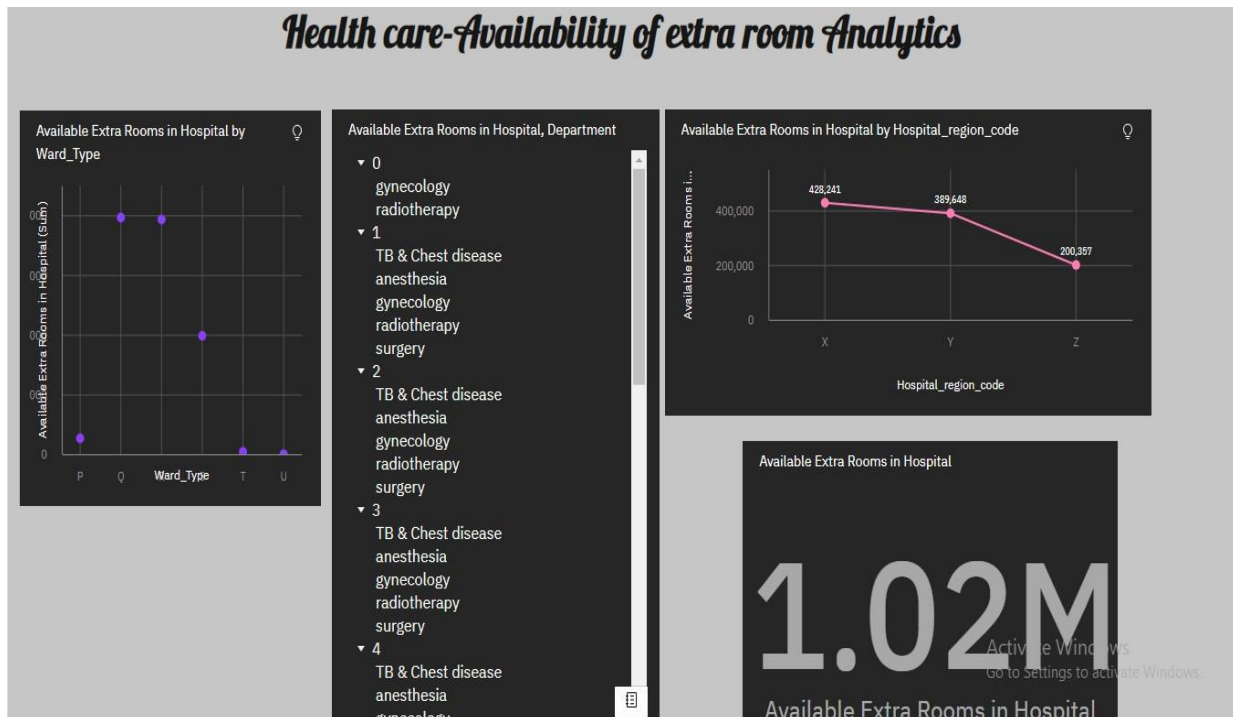 Health care-Availability of extra room Analytics
Available Extra Rooms in Hospital by
Ward_Type
Available Extra Rooms in Hospital (Sum)
0
P
Q
Ward_Type
T
U
Available Extra Rooms in Hospital, Department
0
gynecology
radiotherapy
1
TB & Chest disease
anesthesia
gynecology
radiotherapy
surgery
2
TB & Chest disease
anesthesia
gynecology
radiotherapy
surgery
3
TB & Chest disease
anesthesia
gynecology
radiotherapy
surgery
4
TB & Chest disease
anesthesia
Available Extra Rooms in Hospital by Hospital_region_code
Available Extra Rooms i...
400,000
200,000
0
428,241
389,648
200,357
X
Y
Z
Hospital_region_code
Available Extra Rooms in Hospital
1.02M
Available Extra Rooms in Hospital
Activate Windows
Go to Settings to activate Windows.